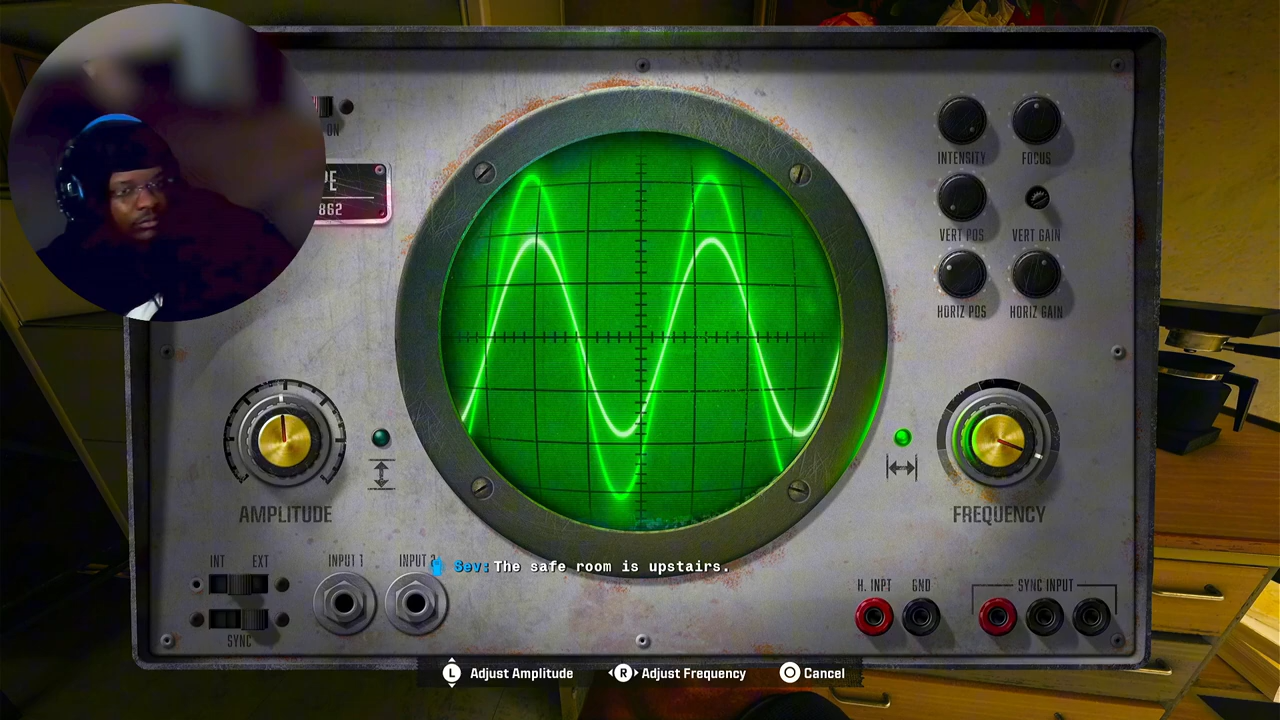 ON
862
INTENSITY
FOCUS
VERT POS
VERT GAIN
HORIZ POS
HORIZ GAIN
AMPLITUDE
FREQUENCY
INT
EXT
INPUT 1
INPUT 2
Sev: The safe room is upstairs.
H. INPT
GND
SYNC INPUT
SYNC
L Adjust Amplitude
R Adjust Frequency
Cancel